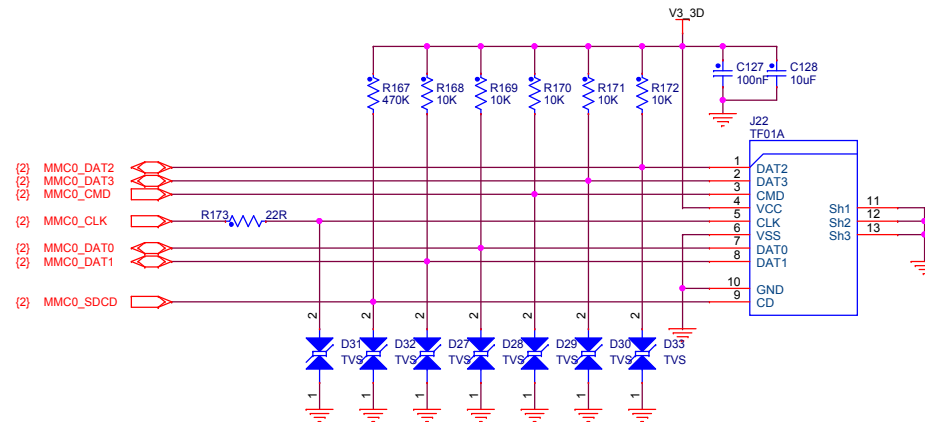 V3_3D
R167
470K
R168
10K
R169
10K
R170
10K
R171
10K
R172
10K
C127
100nF
C128
10uF
J22
TF01A
{2} MMC0_DAT2
{2} MMC0_DAT3
{2} MMC0_CMD
{2} MMC0_CLK
R173 22R
{2} MMC0_DAT0
{2} MMC0_DAT1
{2} MMC0_SDCD
1 DAT2
2 DAT3
3 CMD
4 VCC
5 CLK
6 VSS
7 DAT0
8 DAT1
10 GND
9 CD
Sh1 11
Sh2 12
Sh3 13
2 2 2 2 2 2 2
D31 D32 D27 D28 D29 D30 D33
TVS TVS TVS TVS TVS TVS TVS
1 1 1 1 1 1 1